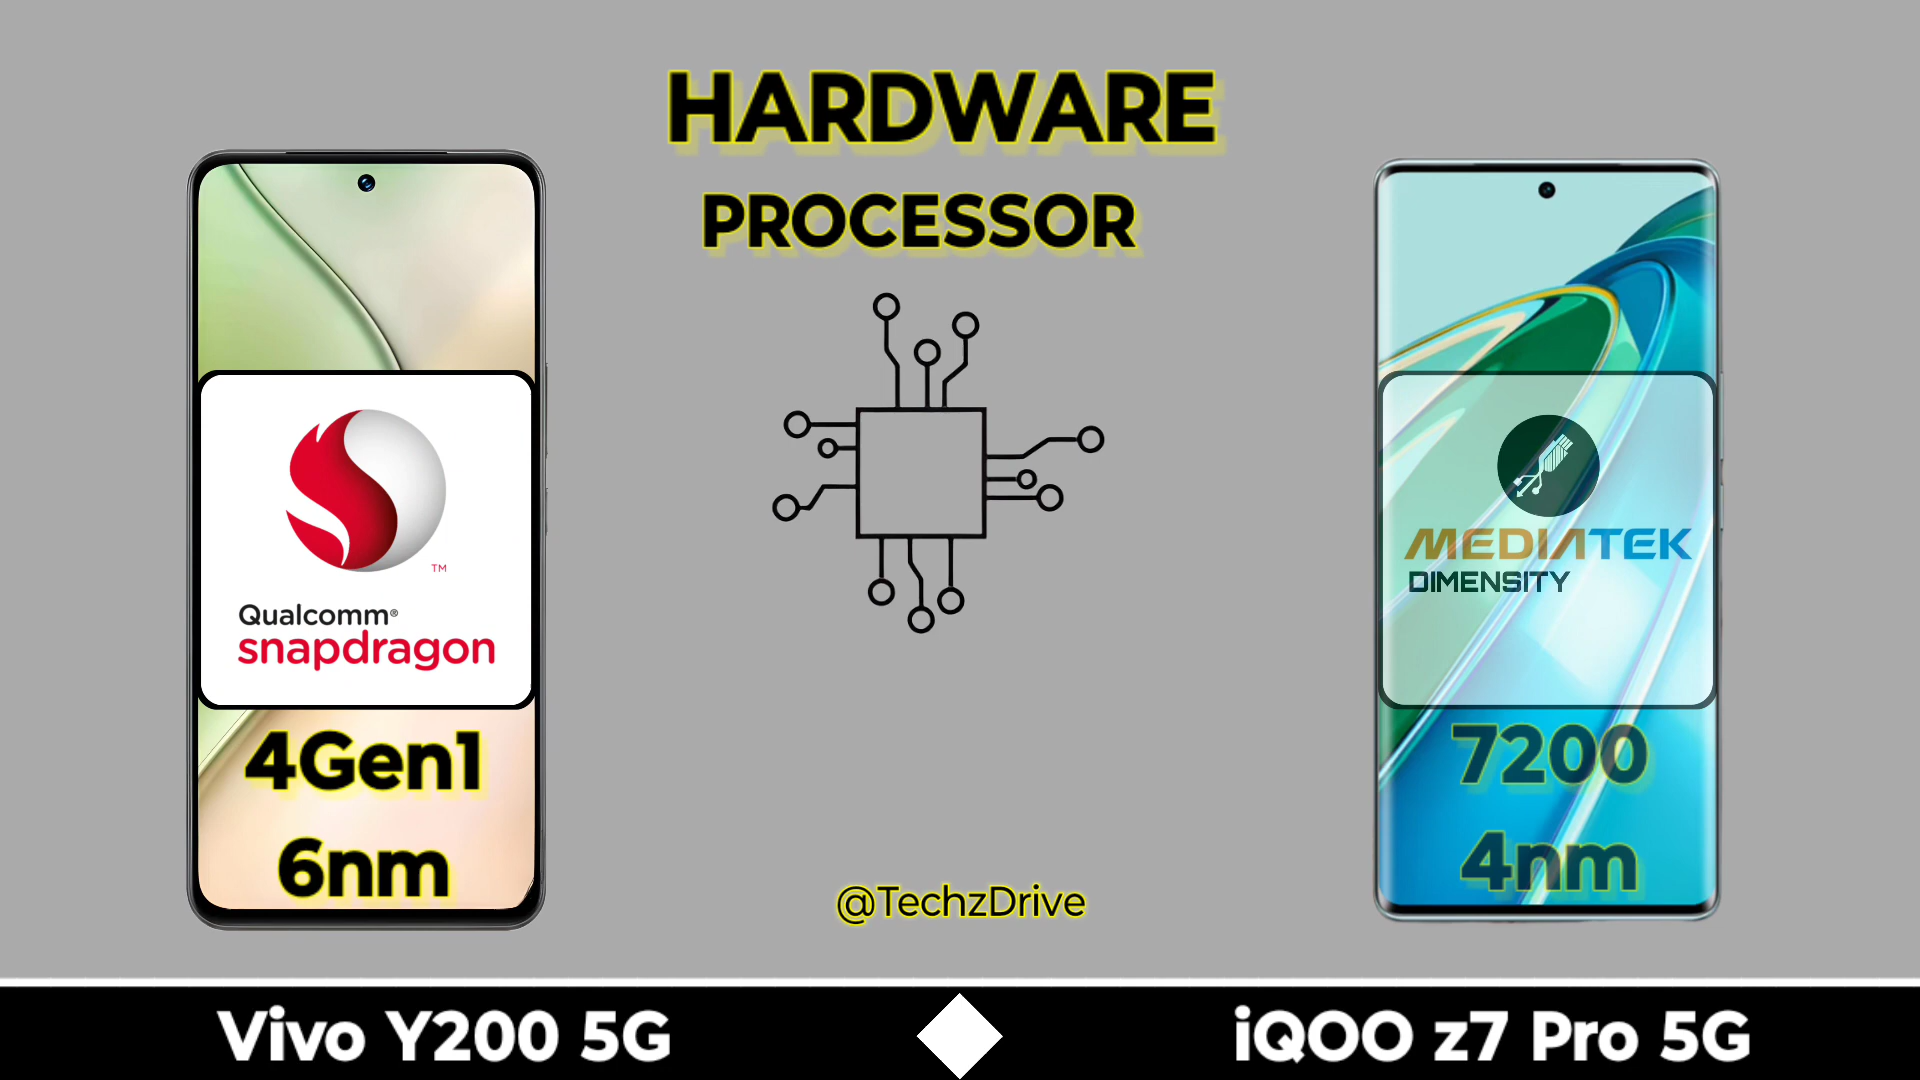 HARDWARE
PROCESSOR
TM
Qualcomm®
snapdragon
4Gen1
6nm
MEDIATEK
DIMENSITY
7200
4nm
@TechzDrive
Vivo Y200 5G
iQOO z7 Pro 5G